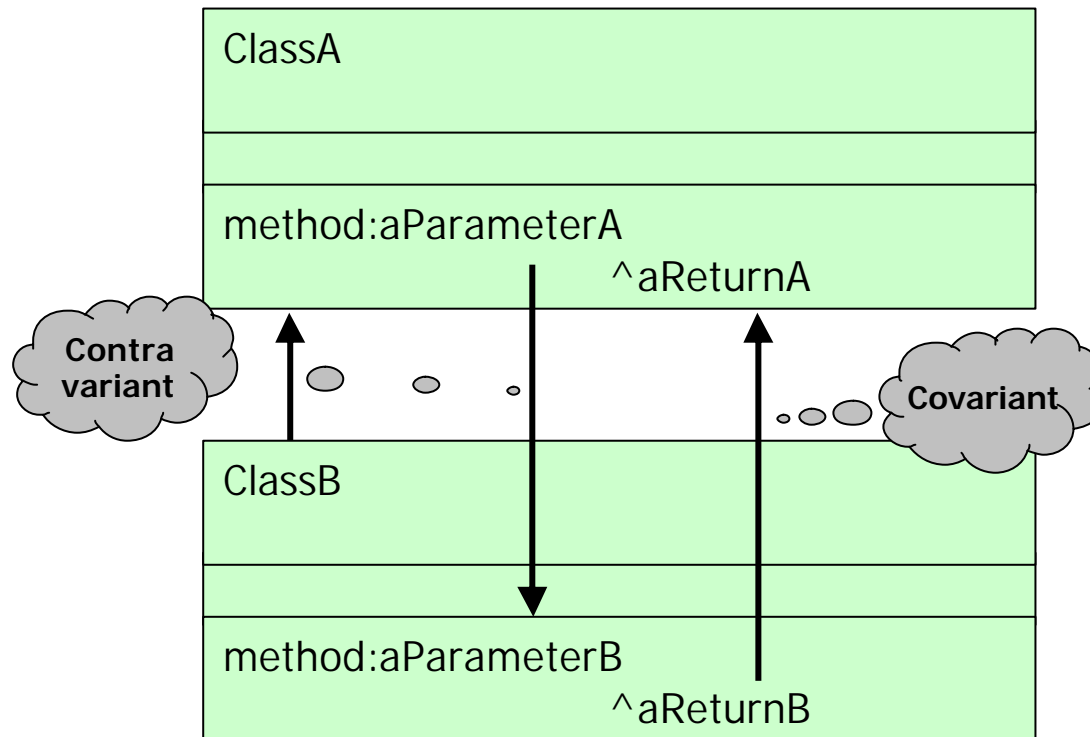 ClassA
method:aParameterA
^aReturnA
Contra
variant
Covariant
ClassB
method:aParameterB
^aReturnB